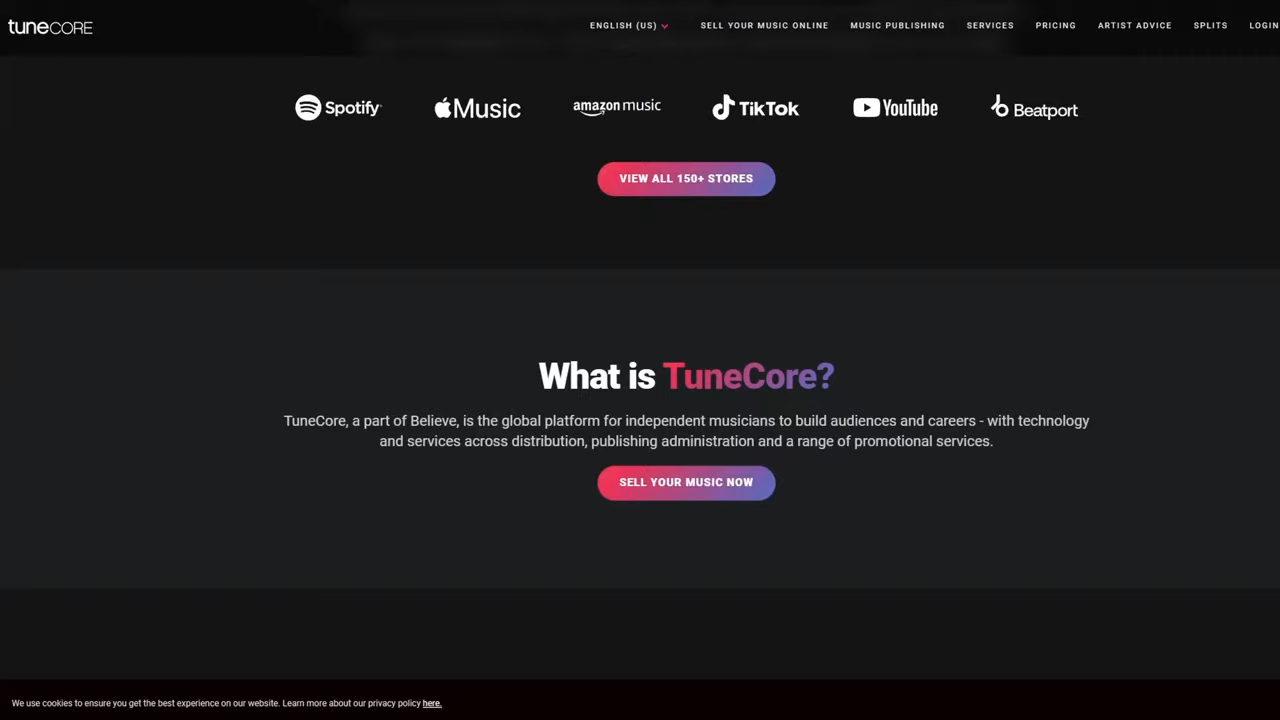 tuneCORE
ENGLISH (US) SELL YOUR MUSIC ONLINE MUSIC PUBLISHING SERVICES PRICING ARTIST ADVICE SPLITS LOGIN
Spotify Music amazon music TikTok YouTube Beatport
VIEW ALL 150+ STORES
What is TuneCore?
TuneCore, a part of Believe, is the global platform for independent musicians to build audiences and careers - with technology
and services across distribution, publishing administration and a range of promotional services.
SELL YOUR MUSIC NOW
We use cookies to ensure you get the best experience on our website. Learn more about our privacy policy here.